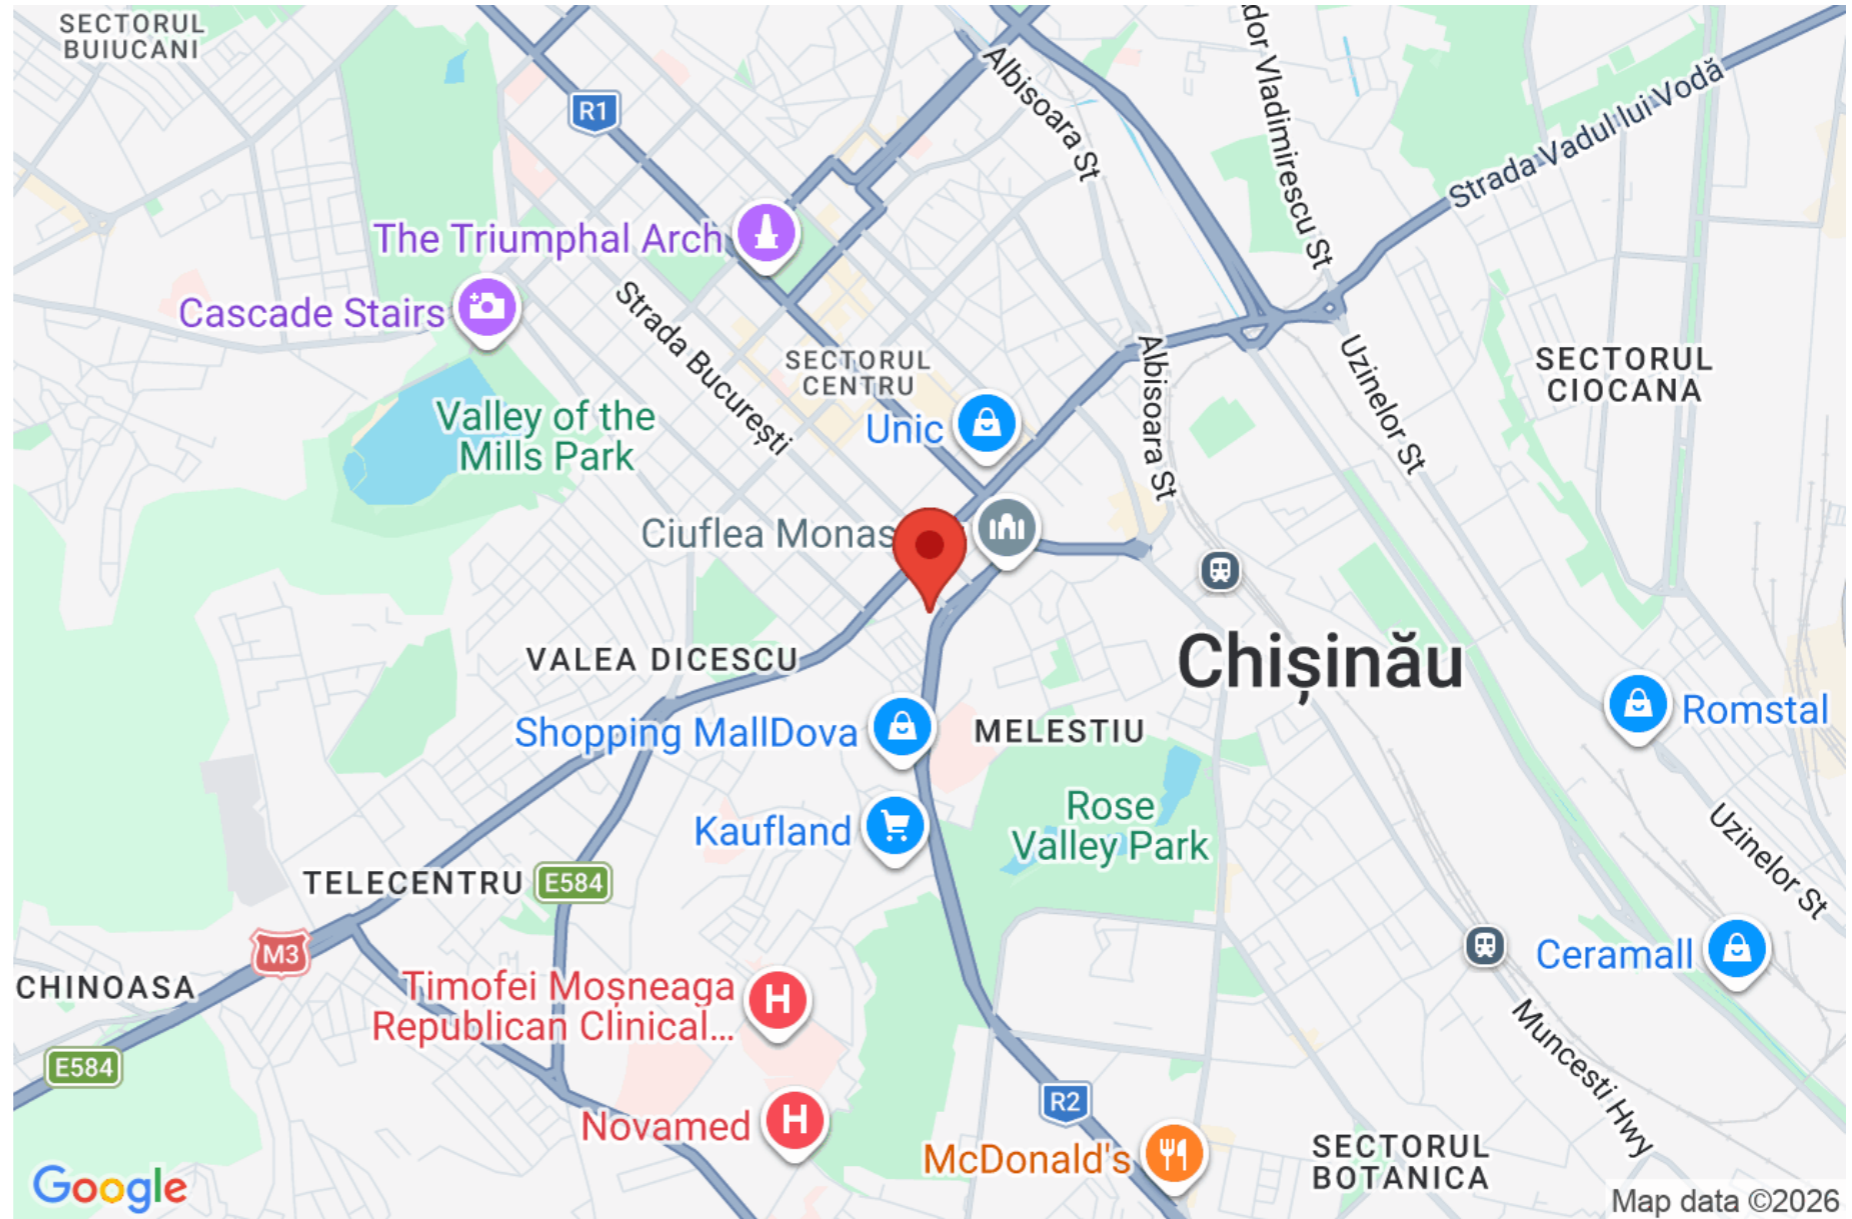 SECTORUL
BUIUCANI
R1
Albisoara St
dor Vladimirescu St
Strada Vadul lui Vodă
The Triumphal Arch
Cascade Stairs
Strada București
SECTORUL
CENTRU
Albisoara St
Uzinelor St
SECTORUL
CIOCANA
Valley of the
Mills Park
Unic
Ciuflea Monas
Chișinău
VALEA DICESCU
Shopping MallDova
MELESTIU
Romstal
Rose
Valley Park
Kaufland
Uzinelor St
TELECENTRU
E584
M3
CHINOASA
Timofei Moșneaga
Republican Clinical...
Ceramall
Muncesti Hwy
E584
R2
Novamed
McDonald's
SECTORUL
BOTANICA
Google
Map data ©2026